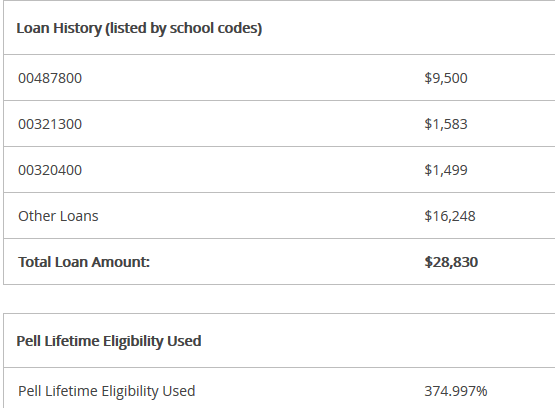 Loan History (listed by school codes)
00487800 $9,500
00321300 $1,583
00320400 $1,499
Other Loans $16,248
Total Loan Amount: $28,830
Pell Lifetime Eligibility Used
Pell Lifetime Eligibility Used 374.997%